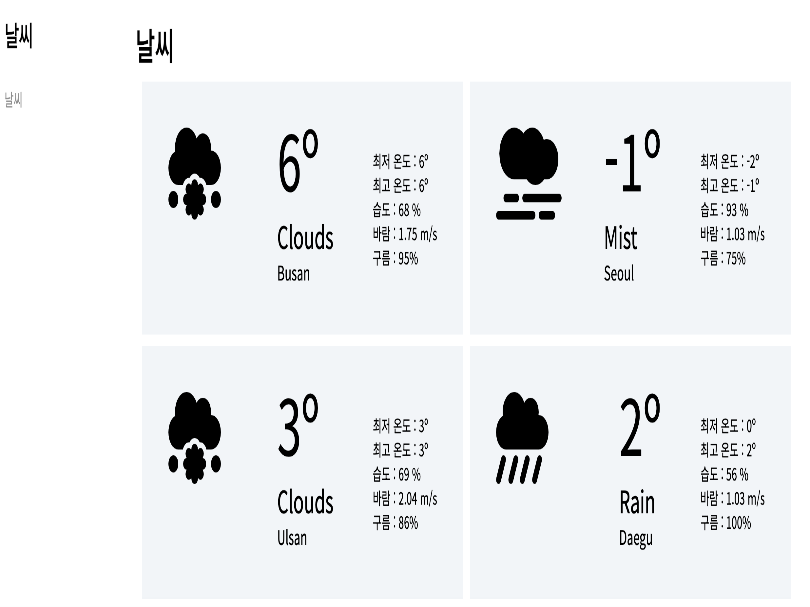 날씨
날씨
날씨
6º
Clouds
Busan
최저 온도 : 6º
최고 온도 : 6º
습도 : 68 %
바람 : 1.75 m/s
구름 : 95%
-1º
Mist
Seoul
최저 온도 : -2º
최고 온도 : -1º
습도 : 93 %
바람 : 1.03 m/s
구름 : 75%
3º
Clouds
Ulsan
최저 온도 : 3º
최고 온도 : 3º
습도 : 69 %
바람 : 2.04 m/s
구름 : 86%
2º
Rain
Daegu
최저 온도 : 0º
최고 온도 : 2º
습도 : 56 %
바람 : 1.03 m/s
구름 : 100%